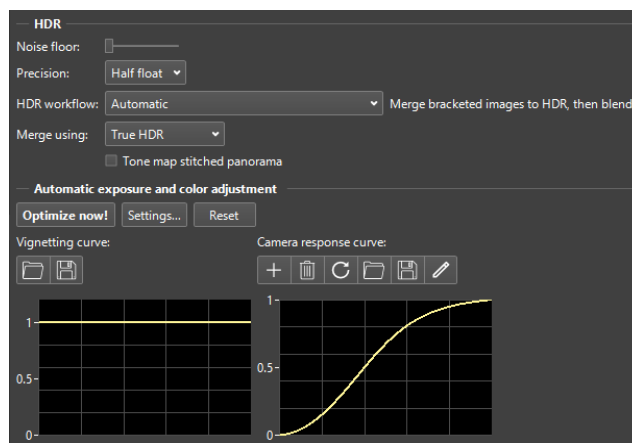 HDR
Noise floor:
Precision: Half float
HDR workflow: Automatic Merge bracketed images to HDR, then blend
Merge using: True HDR
Tone map stitched panorama
Automatic exposure and color adjustment
Optimize now! Settings... Reset
Vignetting curve: Camera response curve:
1
0.5
0
1
0.5
0